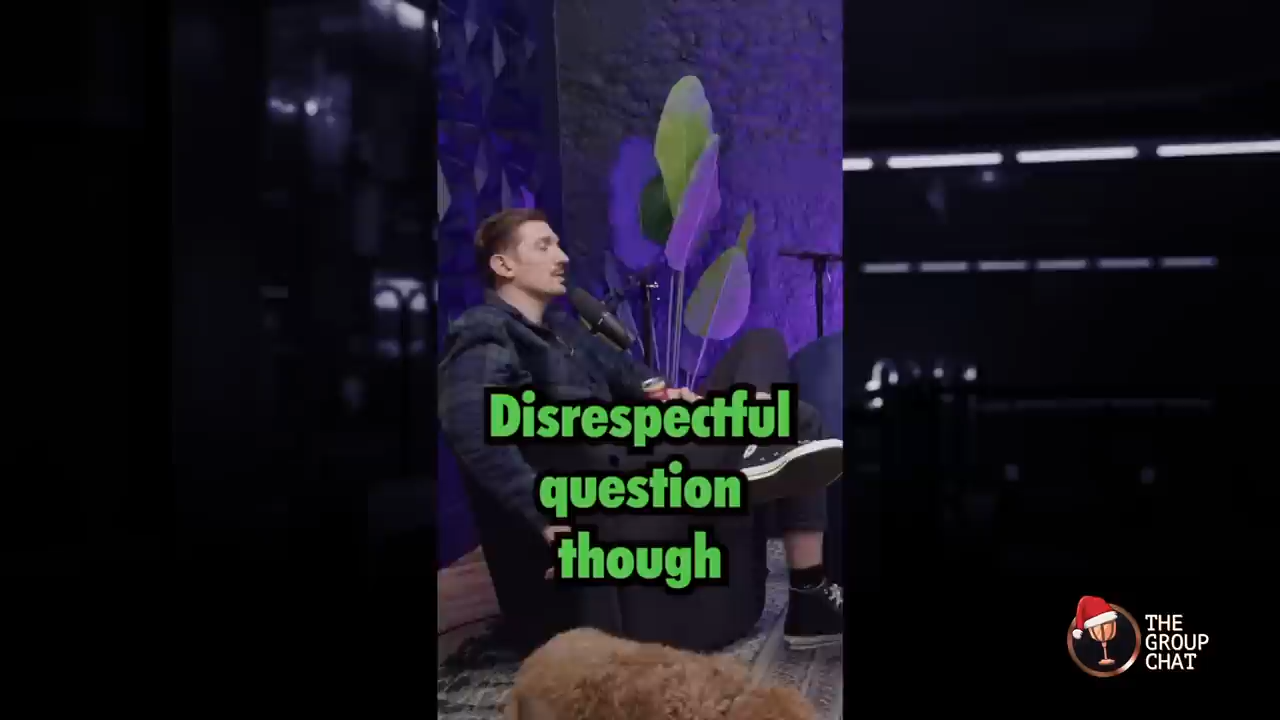 Disrespectful
question
though
THE
GROUP
CHAT